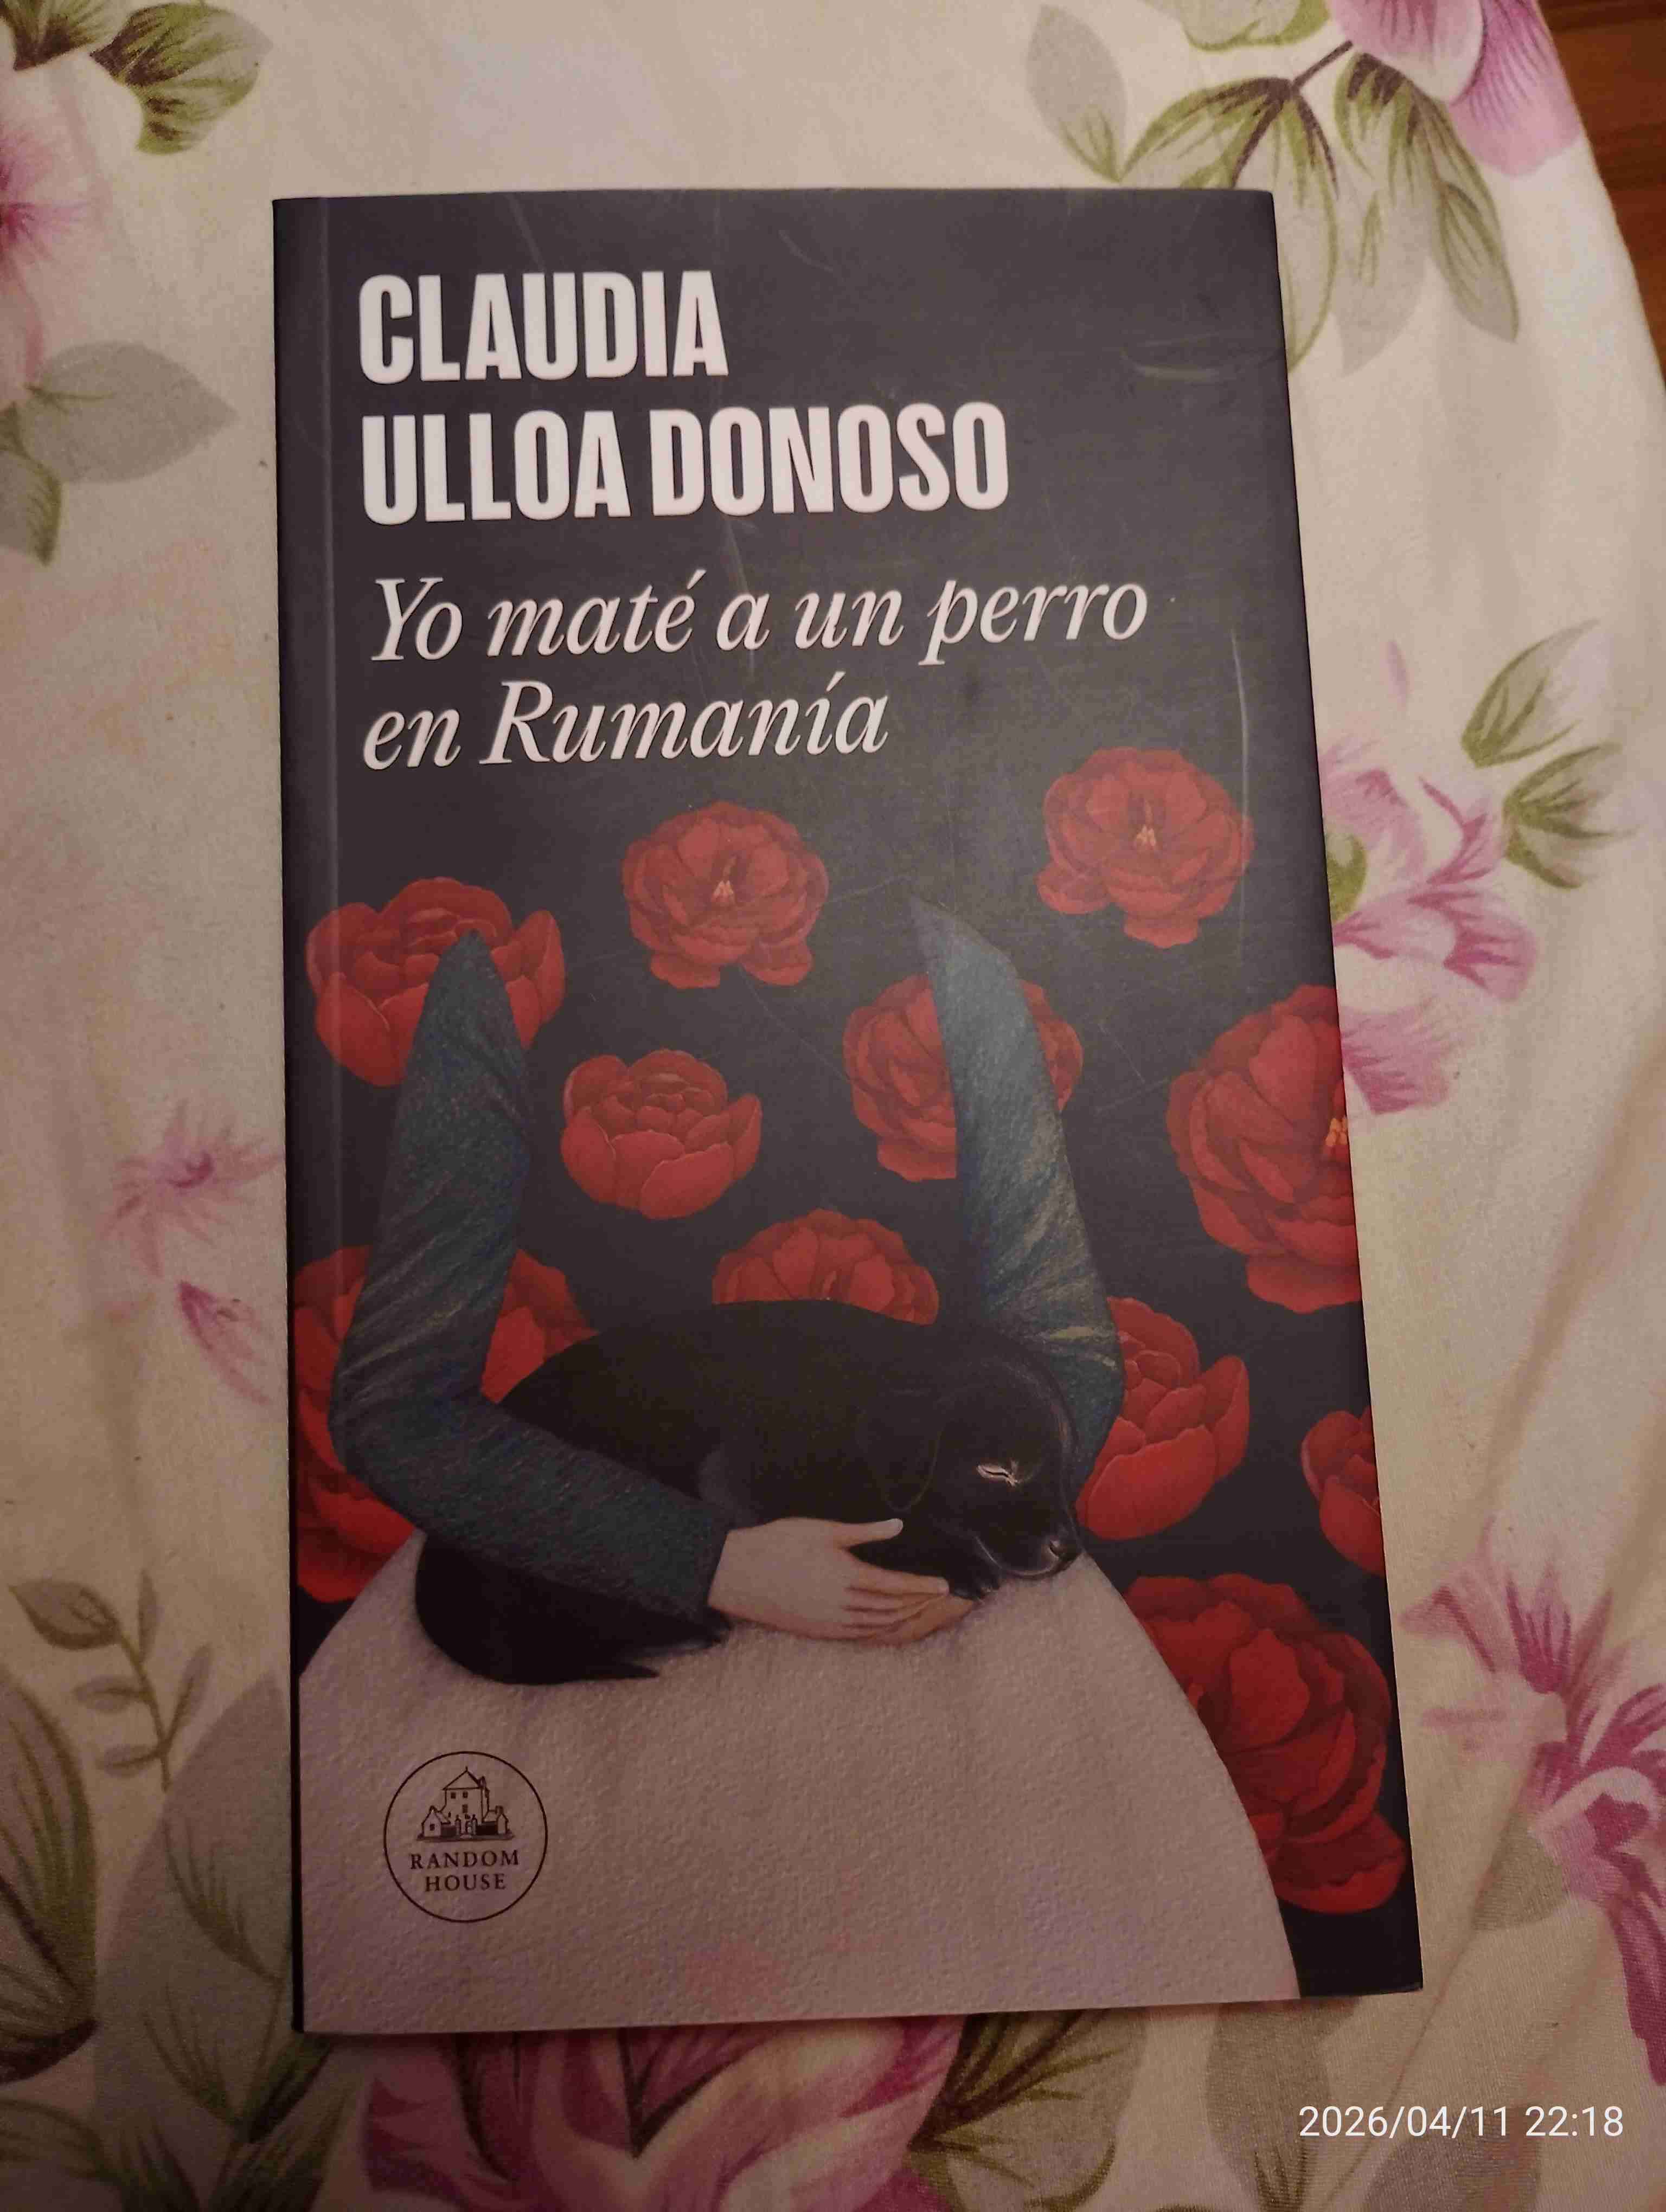 CLAUDIA
ULLOA DONOSO
Yo maté a un perro
en Rumanía
RANDOM
HOUSE
2026/04/11 22:18